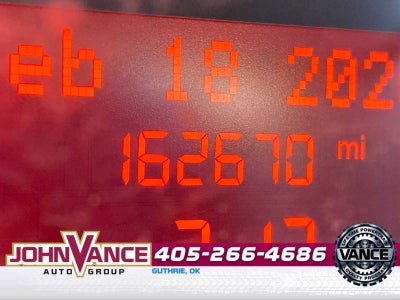 eb 18 202
162670 mi
JOHN VANCE
AUTO GROUP
405-266-4686
GUTHRIE, OK
VANCE